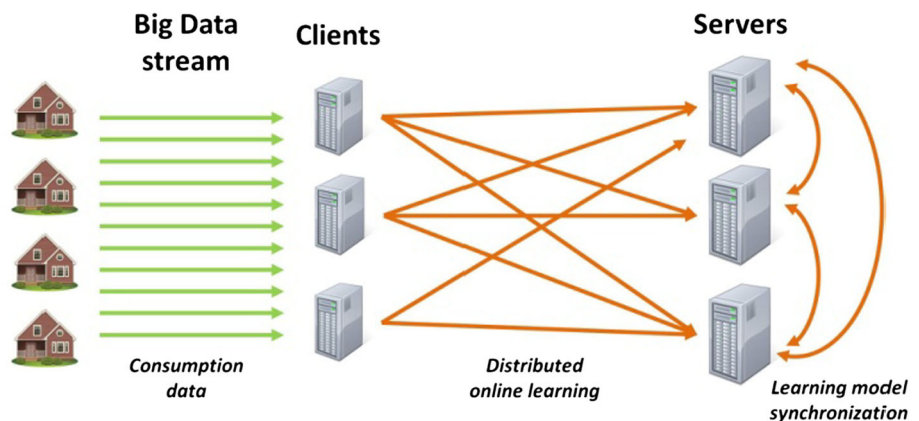 Big Data
stream
Clients
Servers
Consumption
data
Distributed
online learning
Learning model
synchronization